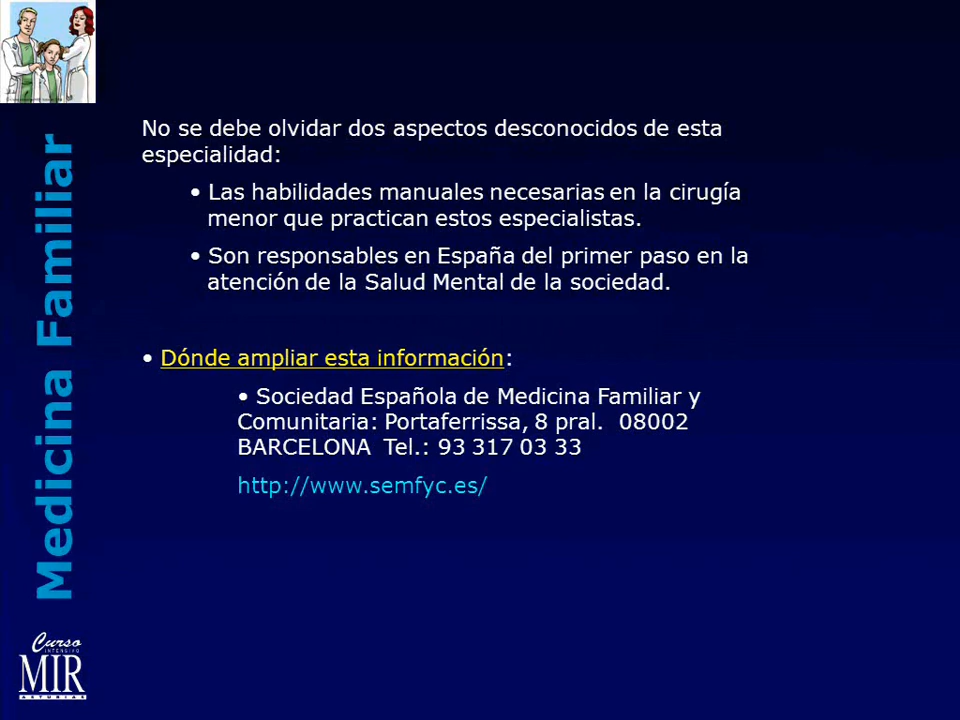 No se debe olvidar dos aspectos desconocidos de esta
especialidad:
• Las habilidades manuales necesarias en la cirugía
menor que practican estos especialistas.
• Son responsables en España del primer paso en la
atención de la Salud Mental de la sociedad.
• Dónde ampliar esta información:
• Sociedad Española de Medicina Familiar y
Comunitaria: Portaferrissa, 8 pral. 08002
BARCELONA Tel.: 93 317 03 33
http://www.semfyc.es/
Medicina Familiar
Curso
INTENSIVO
MIR
ASTURIAS